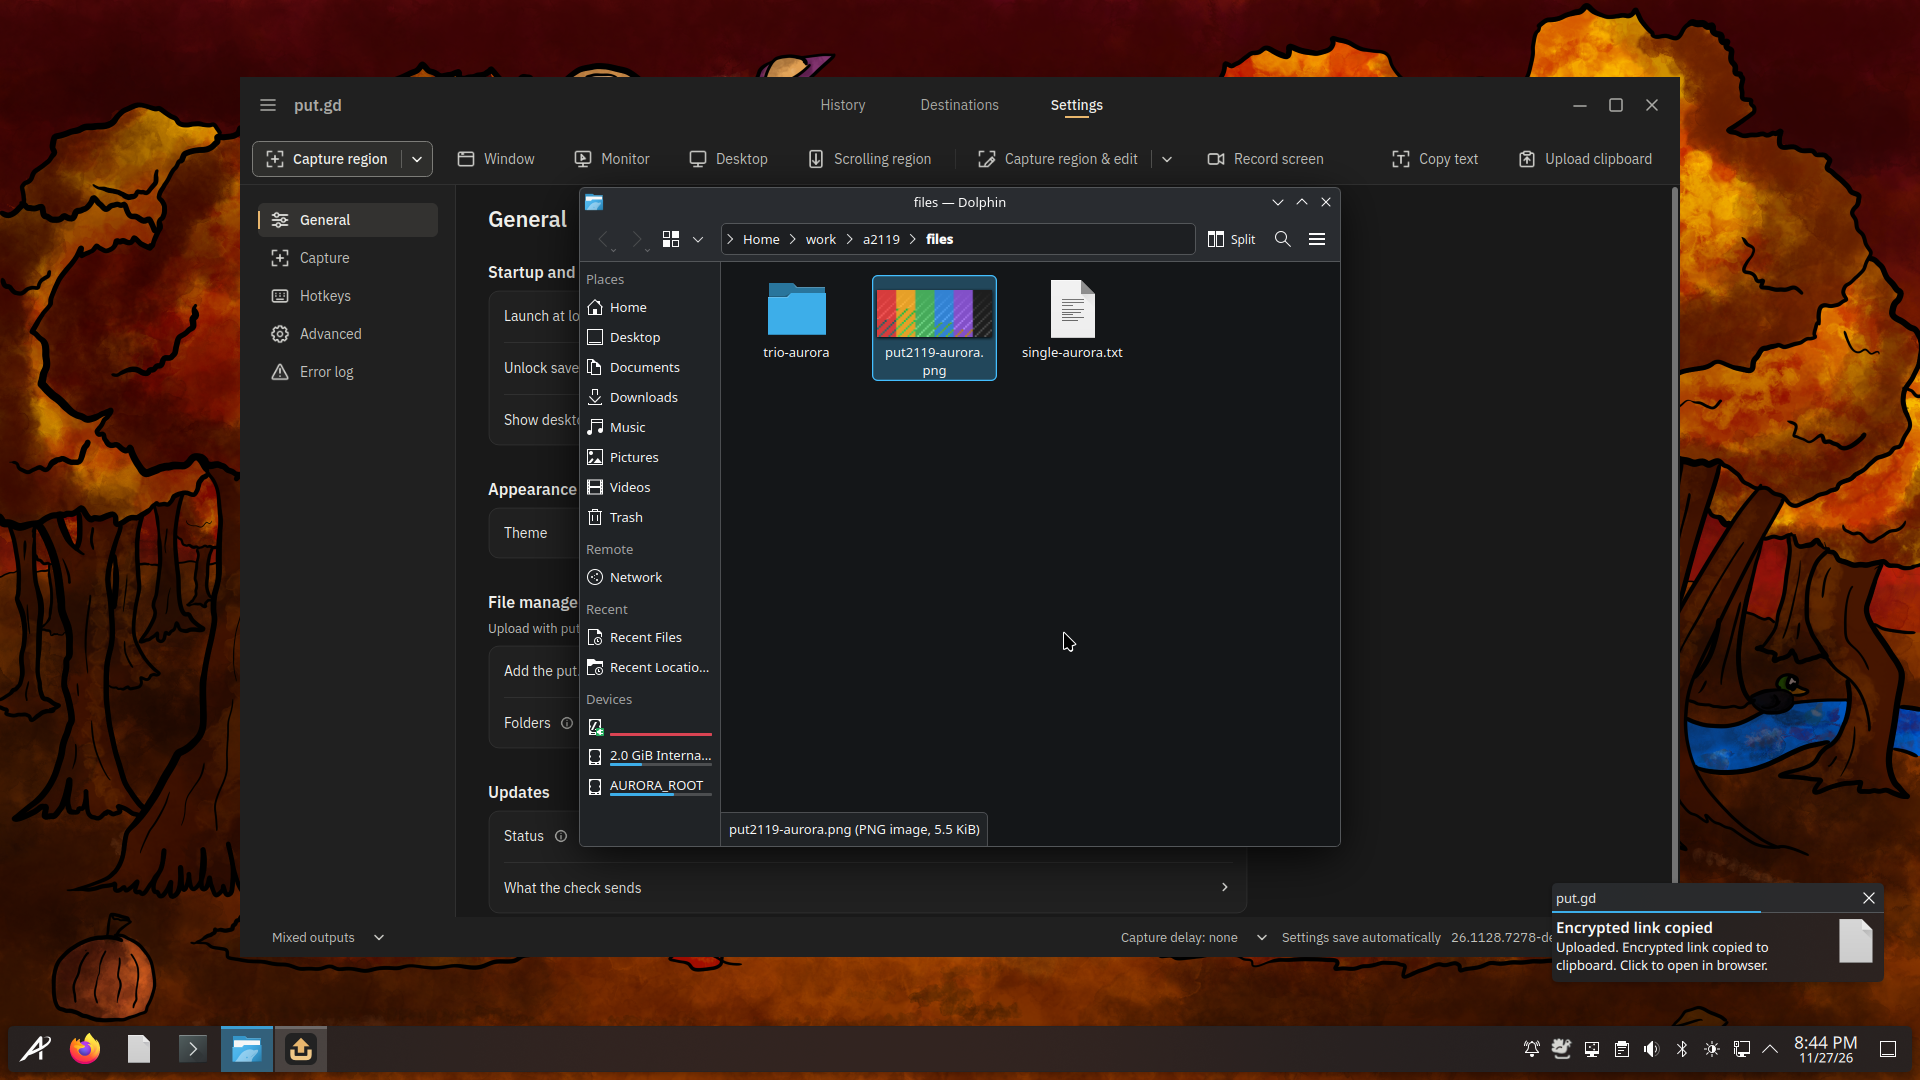 put.gd
History
Destinations
Settings
Capture region
Window
Monitor
Desktop
Scrolling region
Capture region & edit
Record screen
Copy text
Upload clipboard
General
Capture
Hotkeys
Advanced
Error log
General
Startup and
Launch at lo
Unlock save
Show deskto
Appearance
Theme
File manage
Upload with put
Add the put.
Folders
Updates
Status
What the check sends
files — Dolphin
Home
work
a2119
files
Split
Places
Home
Desktop
Documents
Downloads
Music
Pictures
Videos
Trash
Remote
Network
Recent
Recent Files
Recent Locatio...
Devices
2.0 GiB Interna...
AURORA_ROOT
trio-aurora
put2119-aurora.
png
single-aurora.txt
put2119-aurora.png (PNG image, 5.5 KiB)
Mixed outputs
Capture delay: none
Settings save automatically
26.1128.7278-de
put.gd
Encrypted link copied
Uploaded. Encrypted link copied to
clipboard. Click to open in browser.
8:44 PM
11/27/26